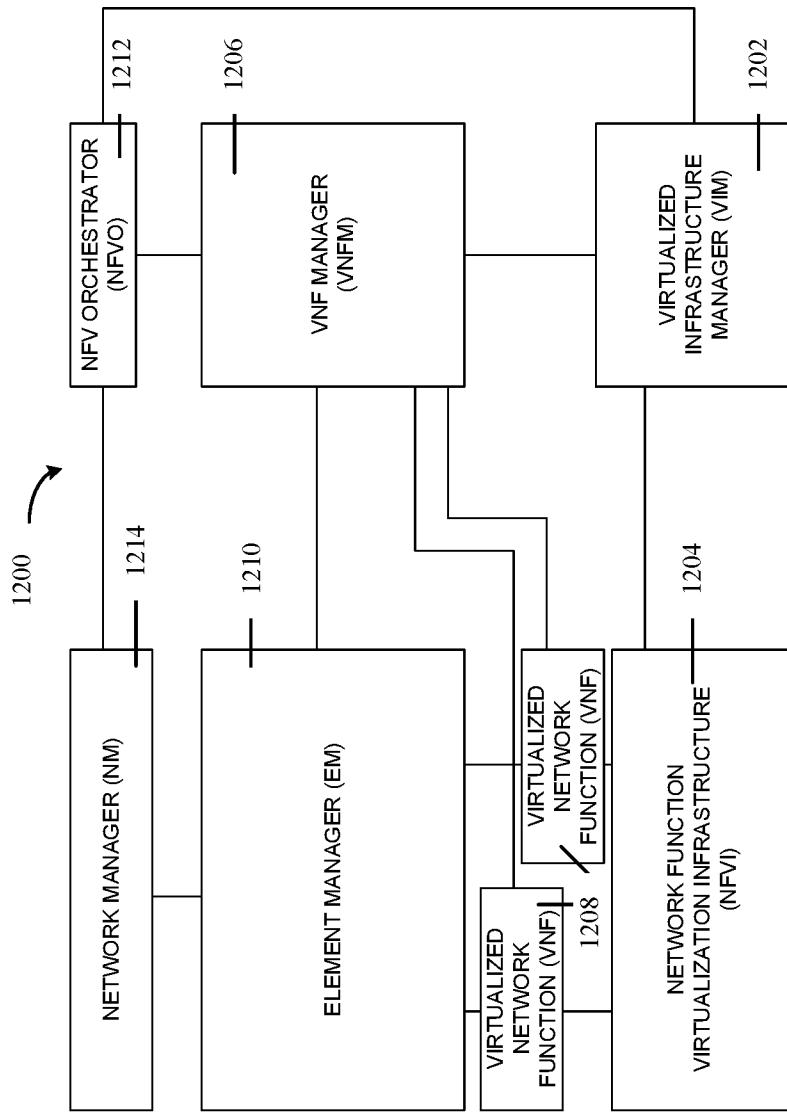 1200
NETWORK MANAGER (NM)
1214
NFV ORCHESTRATOR
(NFVO)
1212
ELEMENT MANAGER (EM)
1210
VNF MANAGER
(VNFM)
1206
VIRTUALIZED
NETWORK
FUNCTION (VNF)
1208
VIRTUALIZED
NETWORK
FUNCTION (VNF)
NETWORK FUNCTION
VIRTUALIZATION INFRASTRUCTURE
(NFVI)
1204
VIRTUALIZED
INFRASTRUCTURE
MANAGER (VIM)
1202